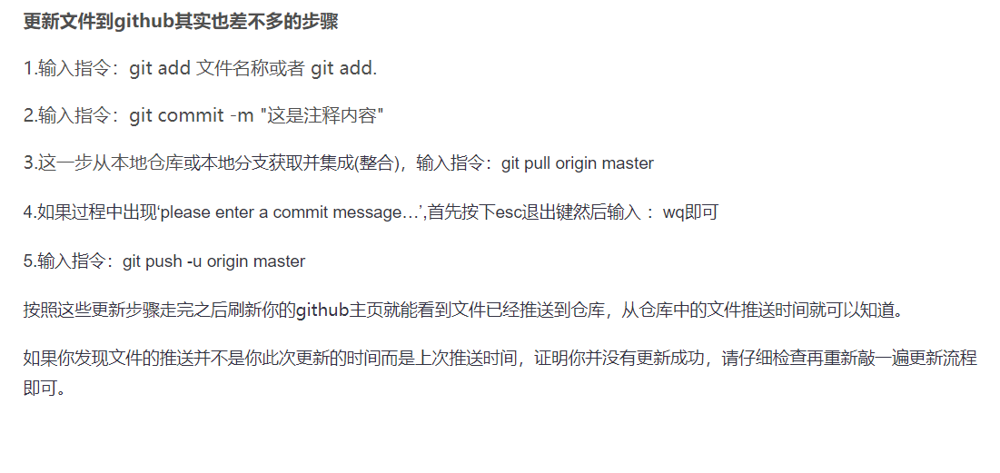 更新文件到github其实也差不多的步骤
1.输入指令：git add 文件名称或者 git add.
2.输入指令：git commit -m "这是注释内容"
3.这一步从本地仓库或本地分支获取并集成(整合)，输入指令：git pull origin master
4.如果过程中出现‘please enter a commit message…’,首先按下esc退出键然后输入 ：wq即可
5.输入指令：git push -u origin master
按照这些更新步骤走完之后刷新你的github主页就能看到文件已经推送到仓库，从仓库中的文件推送时间就可以知道。
如果你发现文件的推送并不是你此次更新的时间而是上次推送时间，证明你并没有更新成功，请仔细检查再重新敲一遍更新流程
即可。